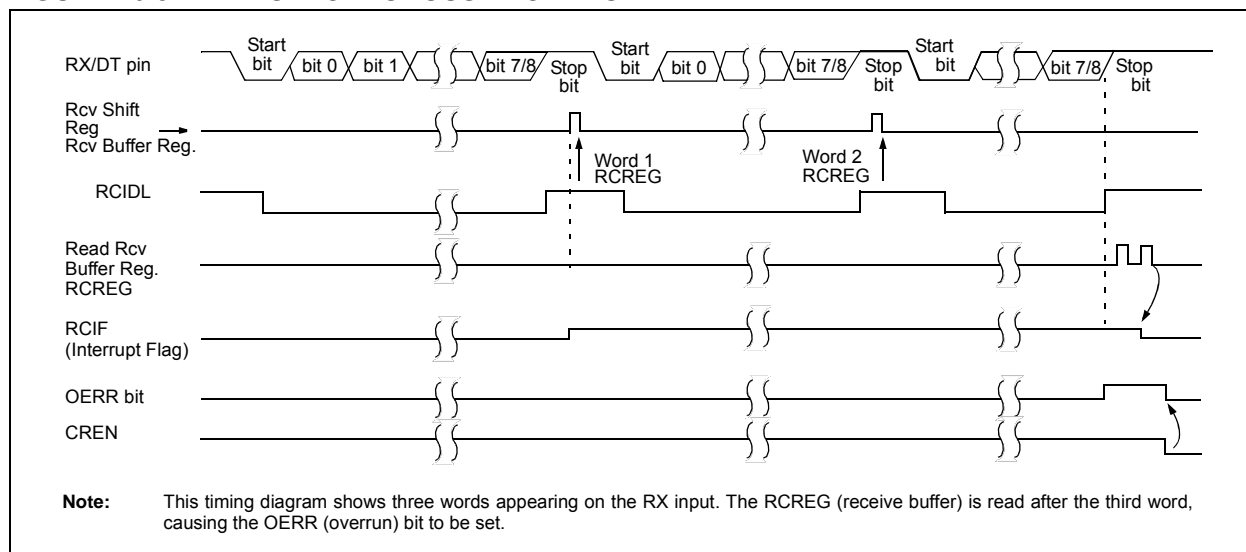 RX/DT pin
Start
bit
bit 0
bit 1
bit 7/8
Stop
bit
Start
bit
bit 0
bit 7/8
Stop
bit
Start
bit
bit 7/8
Stop
bit
Rcv Shift
Reg
Rcv Buffer Reg.
Word 1
RCREG
Word 2
RCREG
RCIDL
Read Rcv
Buffer Reg.
RCREG
RCIF
(Interrupt Flag)
OERR bit
CREN
Note: This timing diagram shows three words appearing on the RX input. The RCREG (receive buffer) is read after the third word,
causing the OERR (overrun) bit to be set.